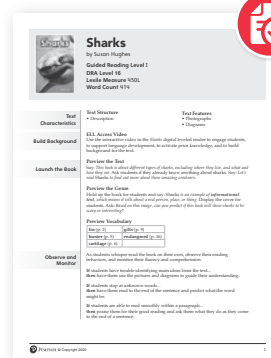 Sharks
Sharks
by Susan Hughes
Guided Reading Level I
DRA Level 16
Lexile Measure 450L
Word Count 414
Text
Characteristics
Text Structure
• Description
Text Features
• Photographs
• Diagrams
Build Background
ELL Access Video
Use the interactive video in the Sharks digital leveled reader to engage students,
to support language development, to activate prior knowledge, and to build
background for the text.
Launch the Book
Preview the Text
Say: This book is about different types of sharks, including where they live, and what and
how they eat. Ask students if they already know anything about sharks. Say: Let's
read Sharks to find out more about these amazing creatures.
Preview the Genre
Hold up the book for students and say: Sharks is an example of informational
text, which means it tells about a real person, place, or thing. Display the cover for
students. Ask: Based on this image, can you predict if this book will show sharks to be
scary or interesting?
Preview Vocabulary
fin (p. 2)
gills (p. 9)
hunter (p. 5)
endangered (p. 16)
cartilage (p. 6)
Observe and
Monitor
As students whisper-read the book on their own, observe their reading
behaviors, and monitor their fluency and comprehension.
If students have trouble identifying main ideas from the text...
then have them use the pictures and diagrams to guide their understanding.
If students stop at unknown words...
then have them read to the end of the sentence and predict what the word
might be.
If students are able to read smoothly within a paragraph...
then praise them for their good reading and ask them what they do as they come
to the end of a sentence.
Pearson © Copyright 2020
1